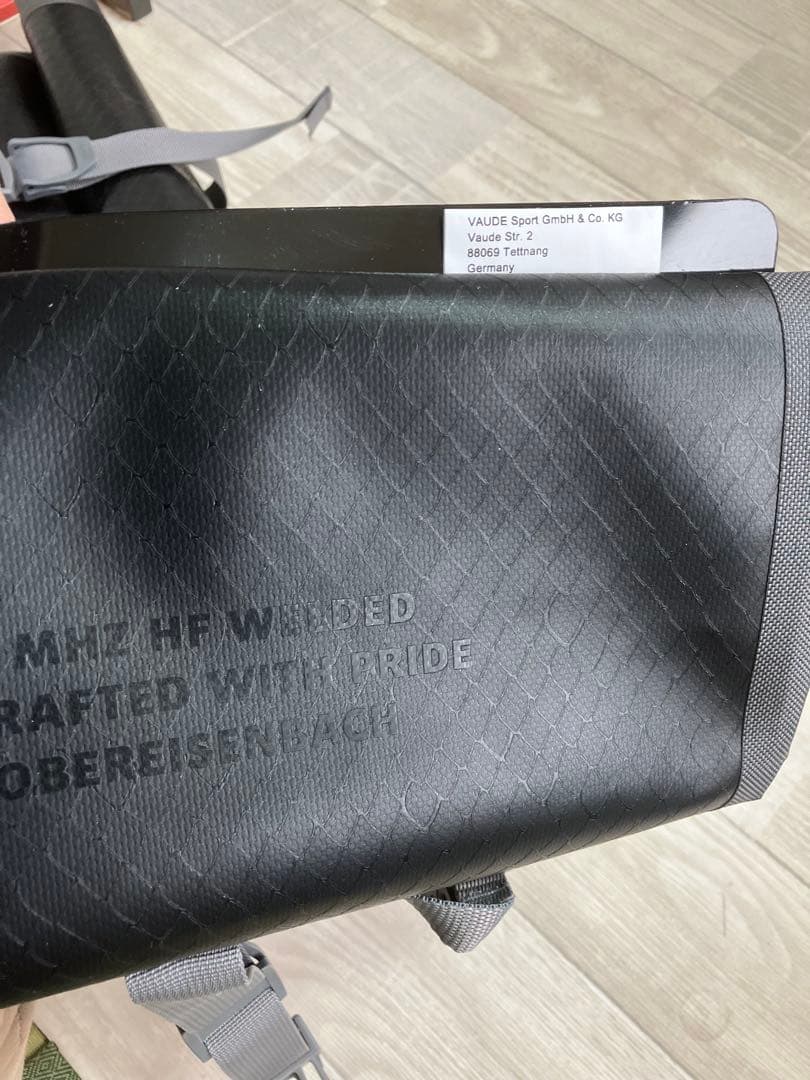 VAUDE Sport GmbH & Co. KG
Vaude Str. 2
88069 Tettnang
Germany
MHZ HF WELDED
RAFTED WITH PRIDE
OBEREISENBACH